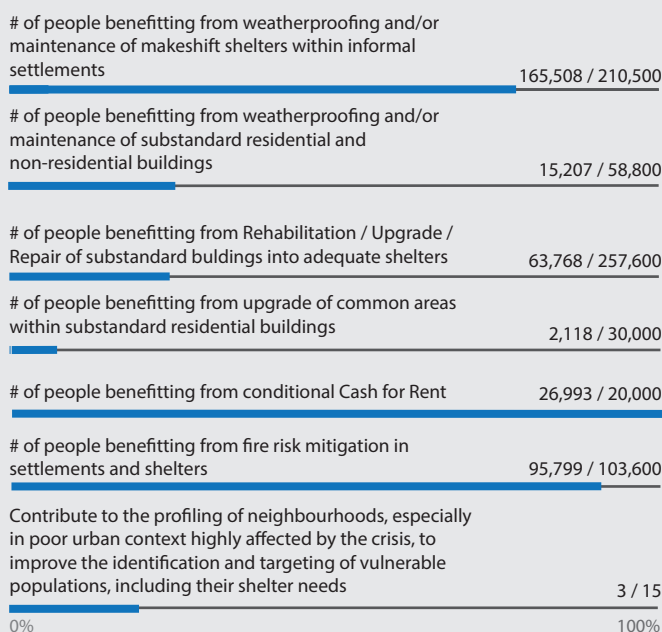 # of people benefitting from weatherproofing and/or
maintenance of makeshift shelters within informal
settlements
165,508 / 210,500
# of people benefitting from weatherproofing and/or
maintenance of substandard residential and
non-residential buildings
15,207 / 58,800
# of people benefitting from Rehabilitation / Upgrade /
Repair of substandard buldings into adequate shelters
63,768 / 257,600
# of people benefitting from upgrade of common areas
within substandard residential buildings
2,118 / 30,000
# of people benefitting from conditional Cash for Rent
26,993 / 20,000
# of people benefitting from fire risk mitigation in
settlements and shelters
95,799 / 103,600
Contribute to the profiling of neighbourhoods, especially
in poor urban context highly affected by the crisis, to
improve the identification and targeting of vulnerable
populations, including their shelter needs
3 / 15
0%
100%